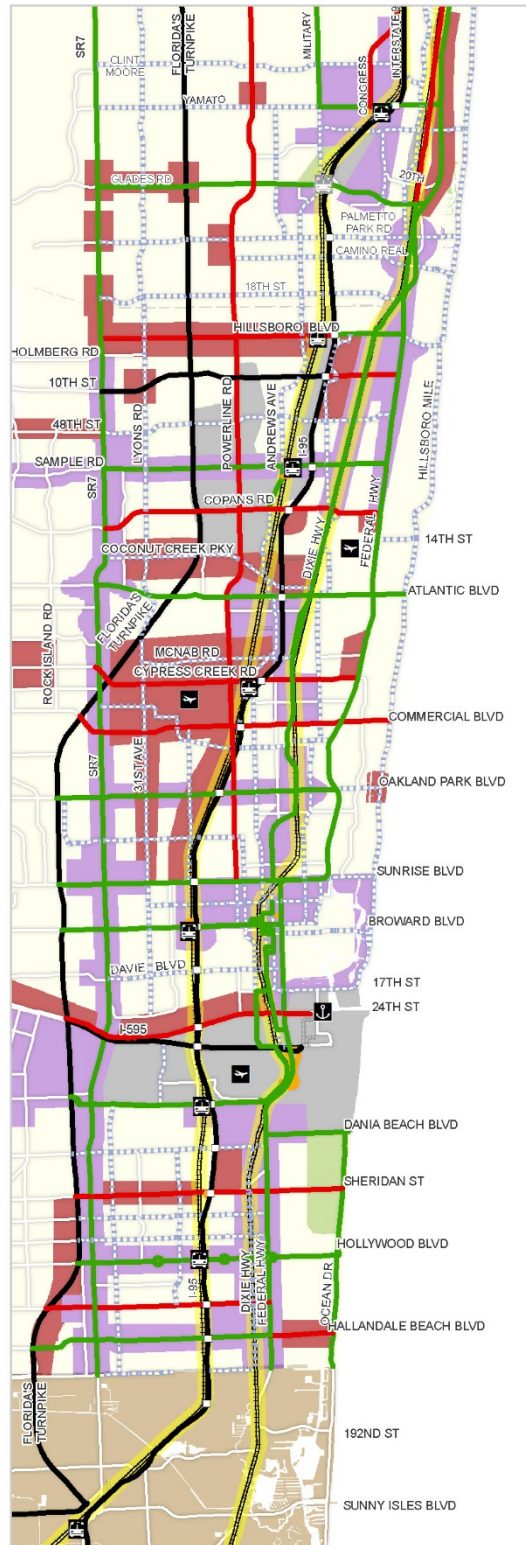 SR7
FLORIDA'S
TURNPIKE
MILITARY
CONGRESS
CLINT
MOORE
YAMATO
GLADES RD
20TH
PALMETTO
PARK RD
CAMINO REAL
18TH ST
HILLSBORO BLVD
HOLMBERG RD
10TH ST
LYONS RD
POWERLINE RD
ANDREWS AVE
I-95
HILLSBORO MILE
48TH ST
SAMPLE RD
SR7
COPANS RD
DIXIE HWY
FEDERAL HWY
COCONUT CREEK PKY
14TH ST
ATLANTIC BLVD
FLORIDA'S
TURNPIKE
ROCK ISLAND RD
MCNAB RD
CYPRESS CREEK RD
COMMERCIAL BLVD
SR7
31ST AVE
OAKLAND PARK BLVD
SUNRISE BLVD
BROWARD BLVD
DAVIE BLVD
17TH ST
24TH ST
I-595
DANIA BEACH BLVD
SHERIDAN ST
HOLLYWOOD BLVD
I-95
DIXIE HWY
FEDERAL HWY
OCEAN DR
HALLANDALE BEACH BLVD
FLORIDA'S
TURNPIKE
192ND ST
SUNNY ISLES BLVD